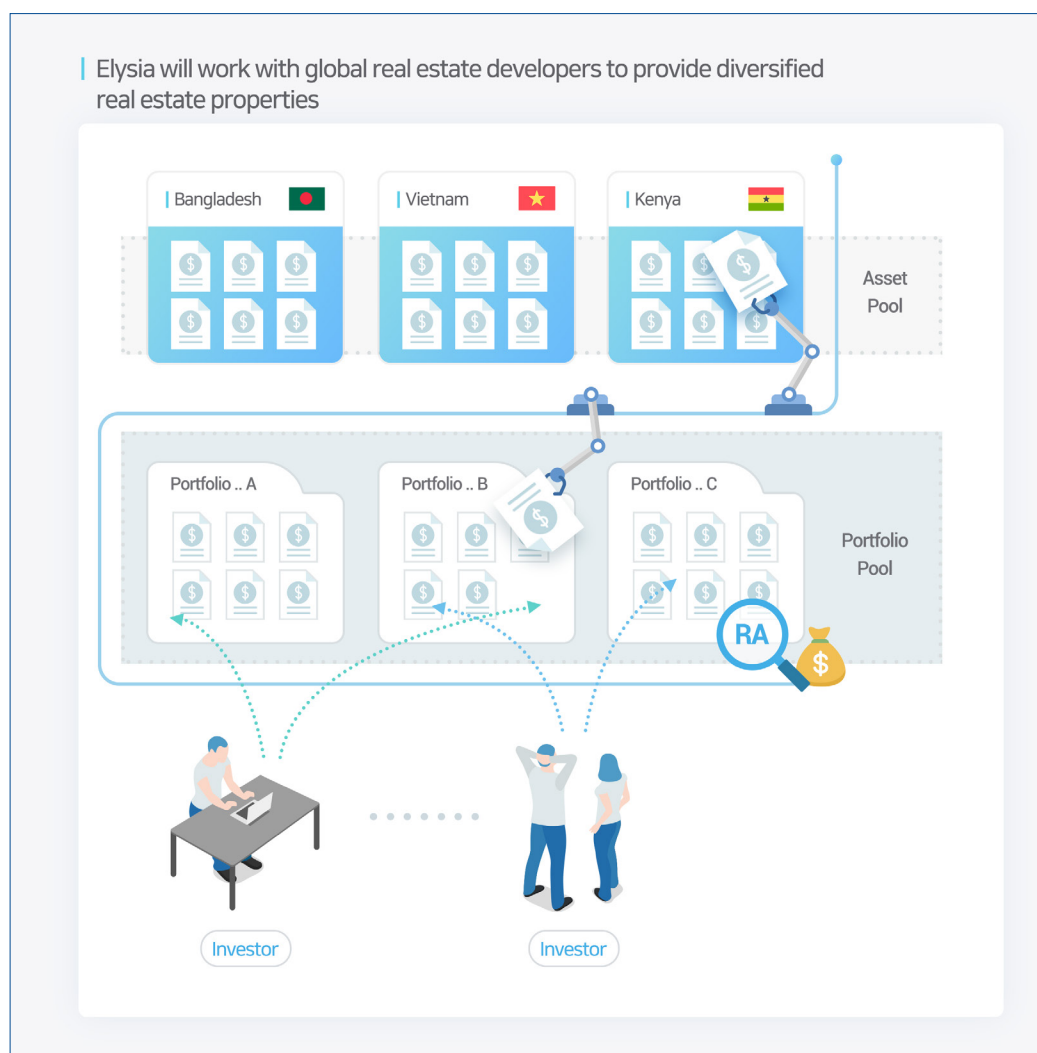 Elysia will work with global real estate developers to provide diversified
real estate properties
Bangladesh
Vietnam
Kenya
Asset
Pool
Portfolio .. A
Portfolio .. B
Portfolio .. C
Portfolio
Pool
RA
$
Investor
Investor